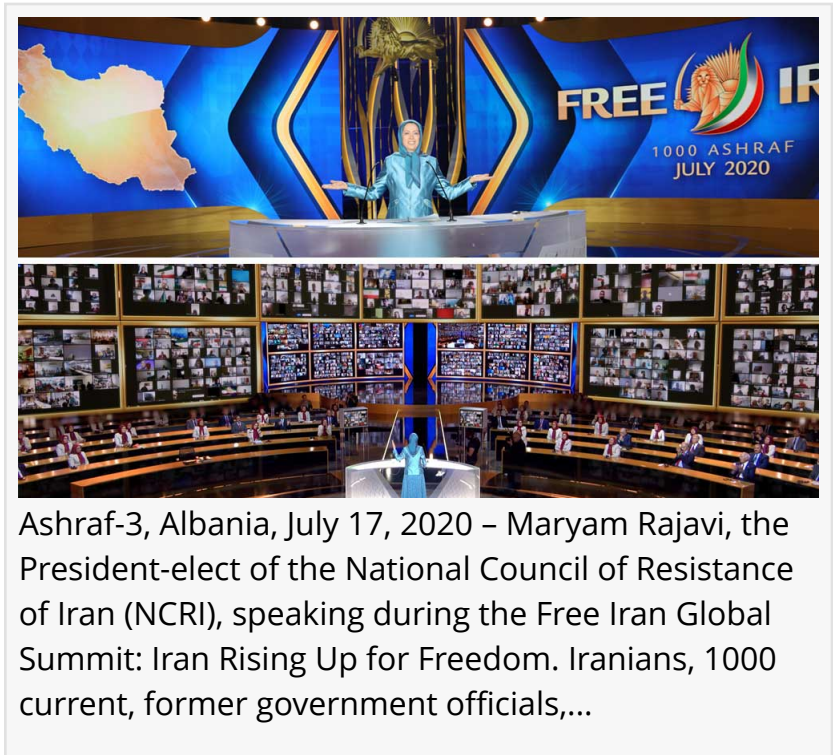 FREE IR
1000 ASHRAF
JULY 2020
Ashraf-3, Albania, July 17, 2020 – Maryam Rajavi, the
President-elect of the National Council of Resistance
of Iran (NCRI), speaking during the Free Iran Global
Summit: Iran Rising Up for Freedom. Iranians, 1000
current, former government officials,...